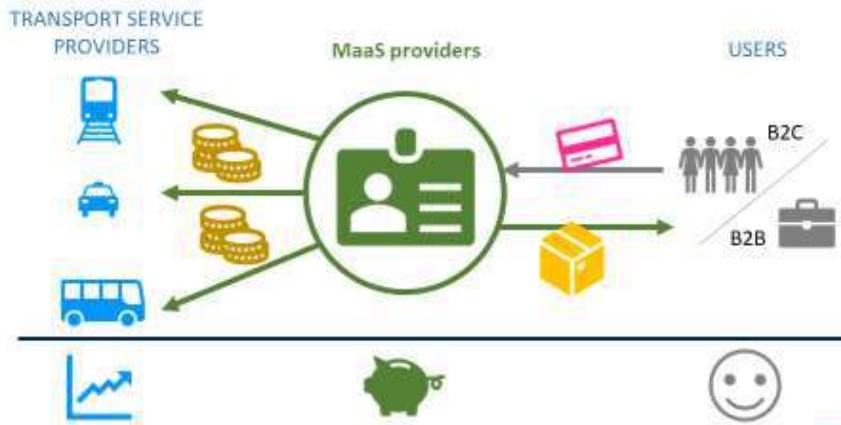 TRANSPORT SERVICE
PROVIDERS
MaaS providers
USERS
B2C
B2B